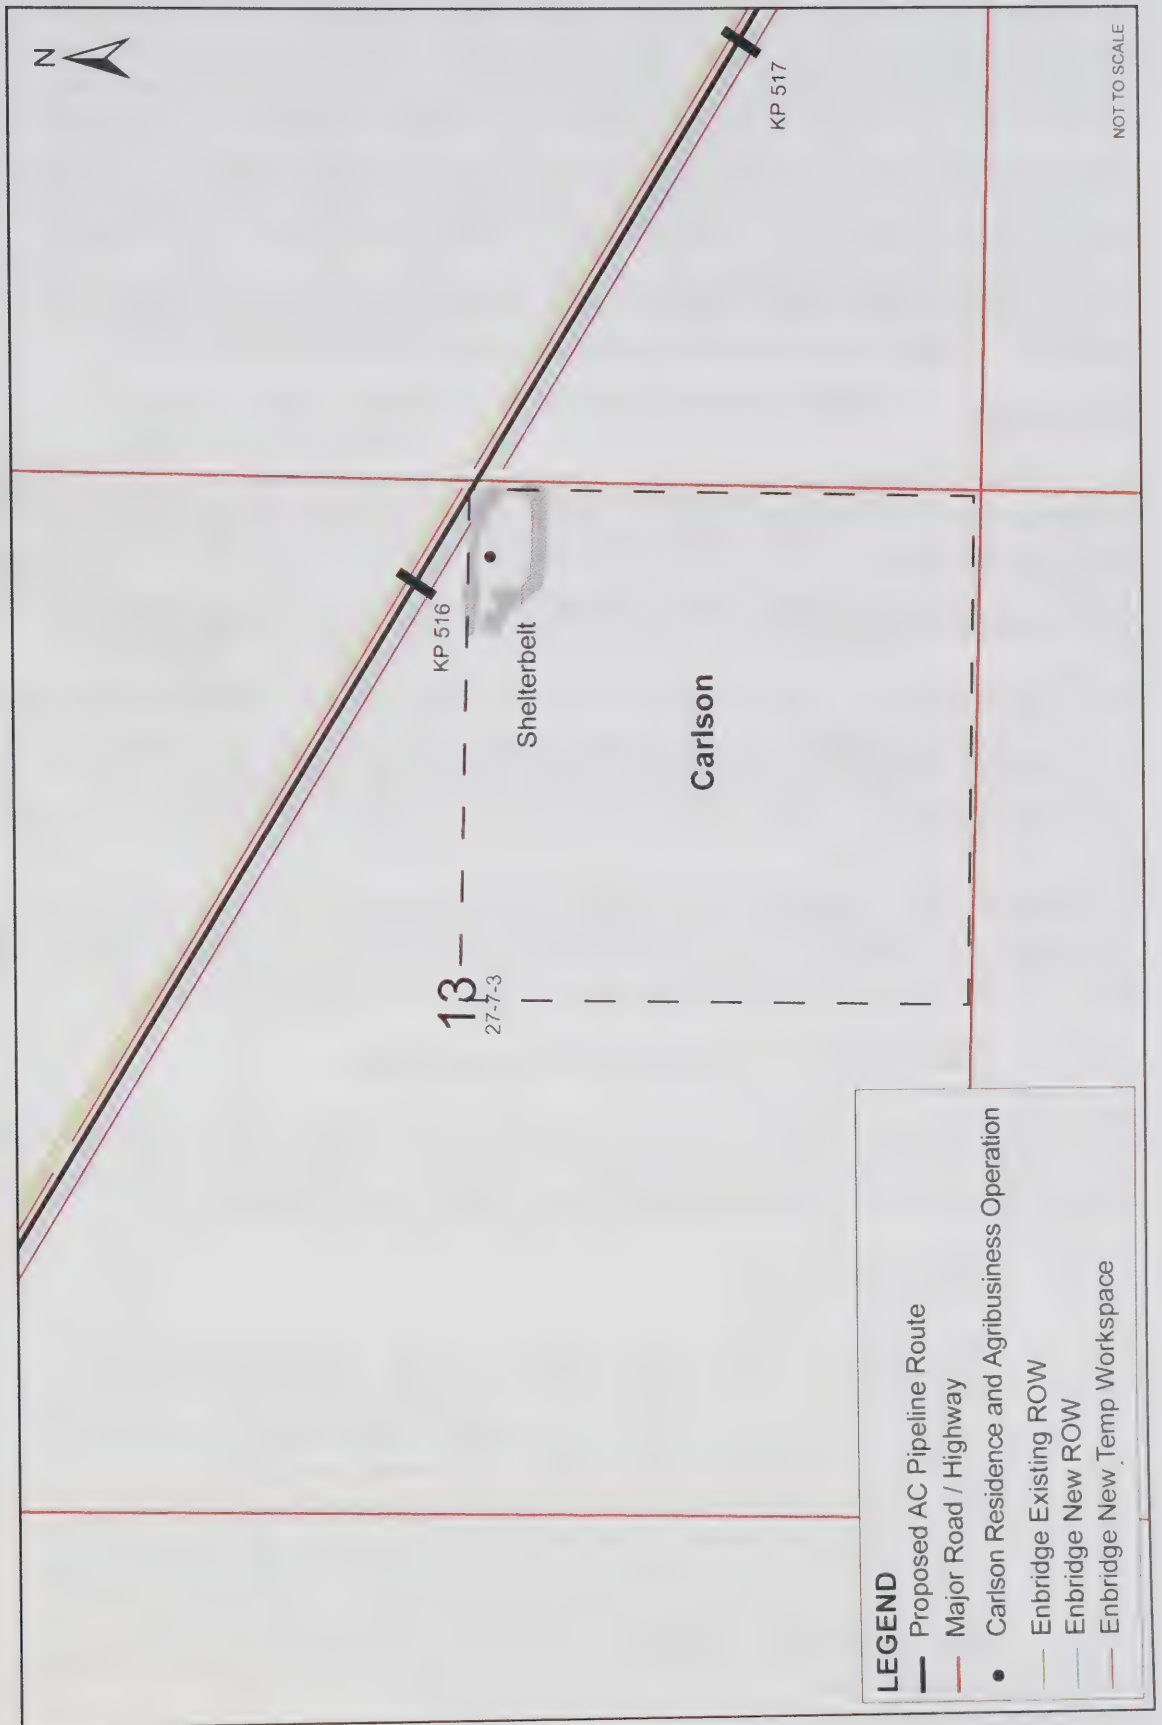 N
KP 517
KP 516
Shelterbelt
Carlson
13
27-7-3
LEGEND
Proposed AC Pipeline Route
Major Road / Highway
Carlson Residence and Agribusiness Operation
Enbridge Existing ROW
Enbridge New ROW
Enbridge New Temp Workspace
NOT TO SCALE